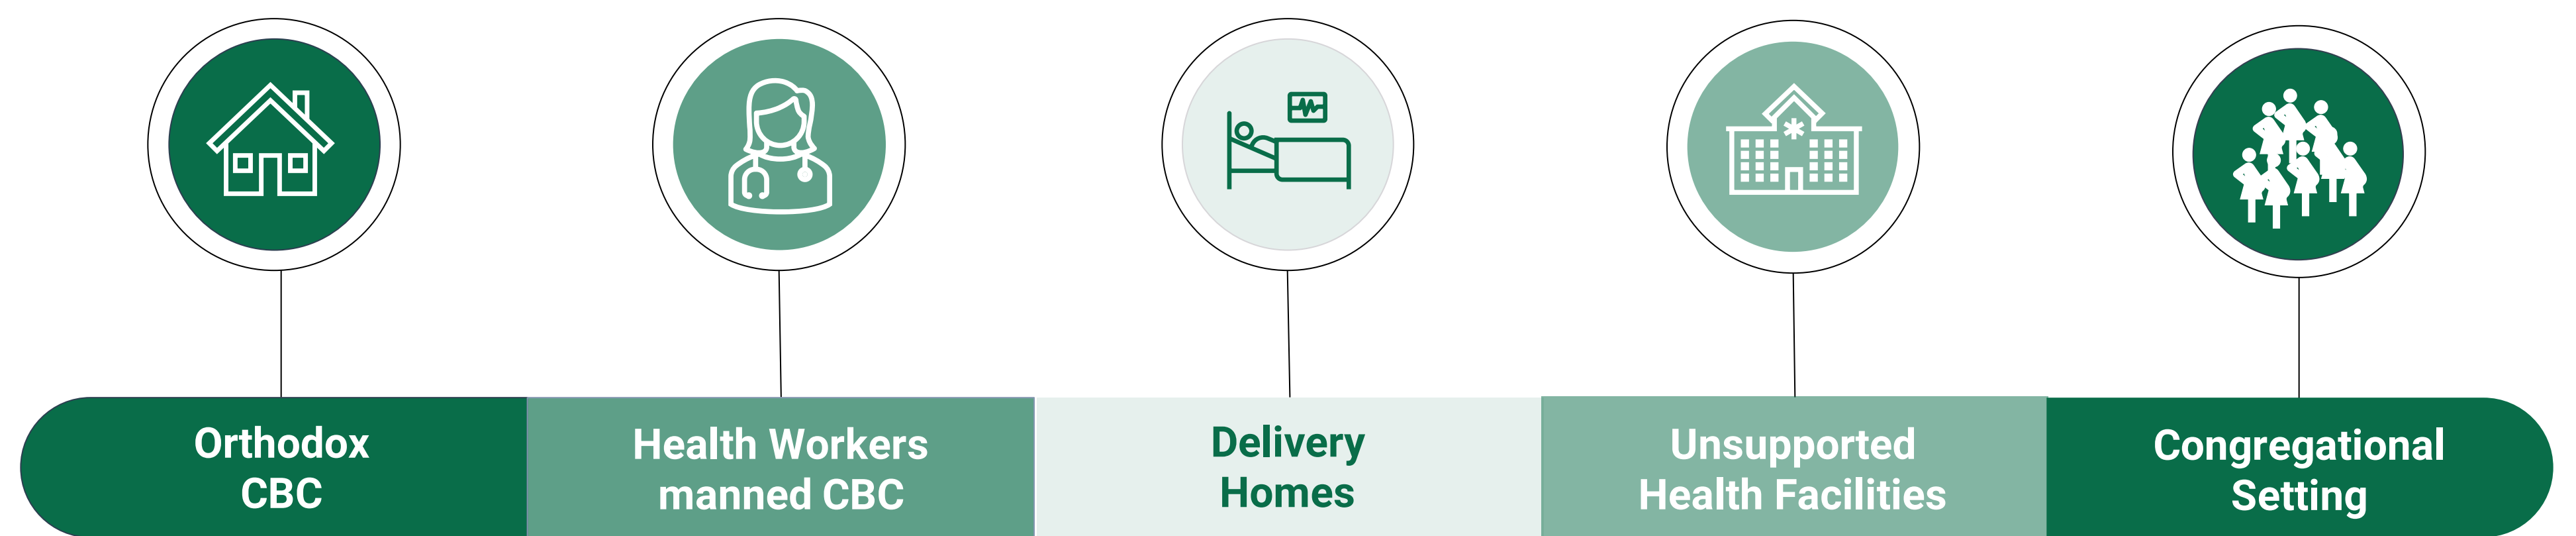 Orthodox
CBC
Health Workers
manned CBC
Delivery
Homes
Unsupported
Health Facilities
Congregational
Setting